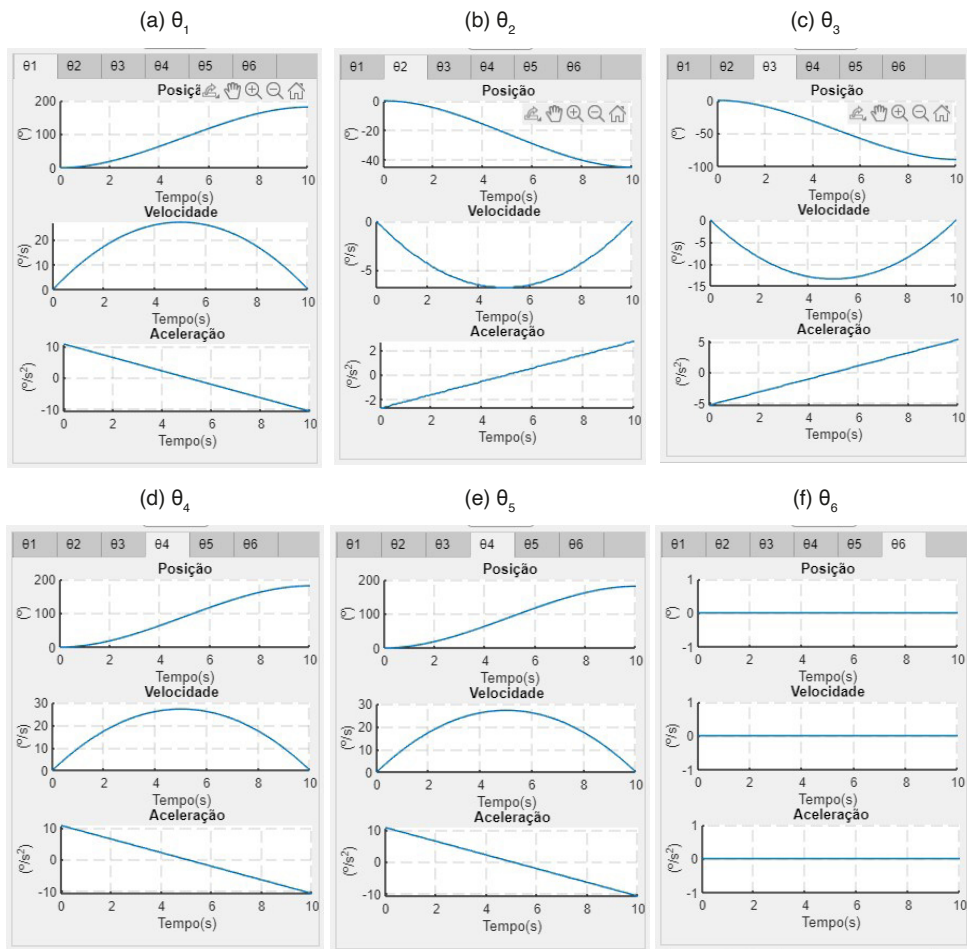 (a) θ1
θ1 θ2 θ3 θ4 θ5 θ6
Posiçã
200
100
0
(º)
0 2 4 6 8 10
Tempo(s)
Velocidade
20
10
0
(º/s)
0 2 4 6 8 10
Tempo(s)
Aceleração
10
0
-10
(º/s²)
0 2 4 6 8 10
Tempo(s)
(b) θ2
θ1 θ2 θ3 θ4 θ5 θ6
Posição
0
-20
-40
(º)
0 2 4 6 8 10
Tempo(s)
Velocidade
0
-5
(º/s)
0 2 4 6 8 10
Tempo(s)
Aceleração
2
0
-2
(º/s²)
0 2 4 6 8 10
Tempo(s)
(c) θ3
θ1 θ2 θ3 θ4 θ5 θ6
Posição
0
-50
-100
(º)
0 2 4 6 8 10
Tempo(s)
Velocidade
0
-5
-10
-15
(º/s)
0 2 4 6 8 10
Tempo(s)
Aceleração
5
0
-5
(º/s²)
0 2 4 6 8 10
Tempo(s)
(d) θ4
θ1 θ2 θ3 θ4 θ5 θ6
Posição
200
100
0
(º)
0 2 4 6 8 10
Tempo(s)
Velocidade
30
20
10
0
(º/s)
0 2 4 6 8 10
Tempo(s)
Aceleração
10
0
-10
(º/s²)
0 2 4 6 8 10
Tempo(s)
(e) θ5
θ1 θ2 θ3 θ4 θ5 θ6
Posição
200
100
0
(º)
0 2 4 6 8 10
Tempo(s)
Velocidade
30
20
10
0
(º/s)
0 2 4 6 8 10
Tempo(s)
Aceleração
10
0
-10
(º/s²)
0 2 4 6 8 10
Tempo(s)
(f) θ6
θ1 θ2 θ3 θ4 θ5 θ6
Posição
1
0
-1
(º)
0 2 4 6 8 10
Tempo(s)
Velocidade
1
0
-1
(º/s)
0 2 4 6 8 10
Tempo(s)
Aceleração
1
0
-1
(º/s²)
0 2 4 6 8 10
Tempo(s)